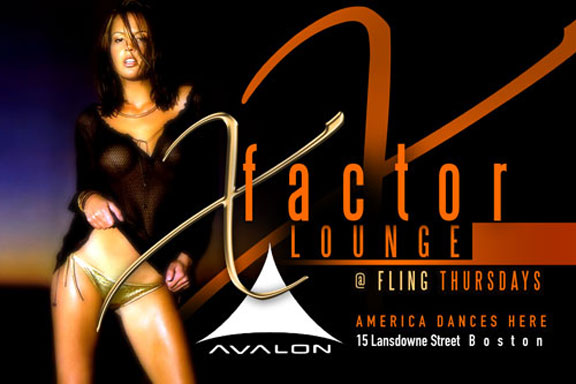 X factor
LOUNGE
@ FLING THURSDAYS
AVALON
AMERICA DANCES HERE
15 Lansdowne Street Boston